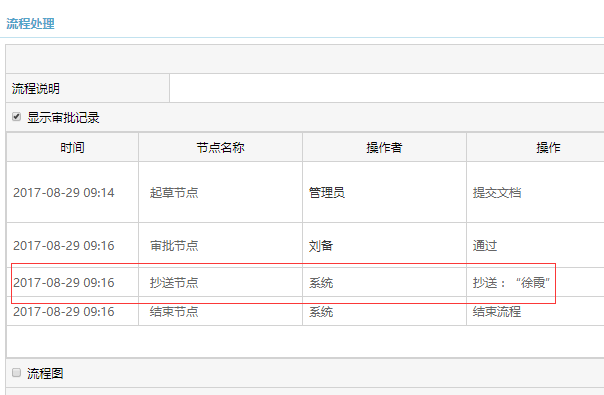 流程处理
流程说明
显示审批记录
时间 节点名称 操作者 操作
2017-08-29 09:14 起草节点 管理员 提交文档
2017-08-29 09:16 审批节点 刘备 通过
2017-08-29 09:16 抄送节点 系统 抄送：“徐霞”
2017-08-29 09:16 结束节点 系统 结束流程
流程图